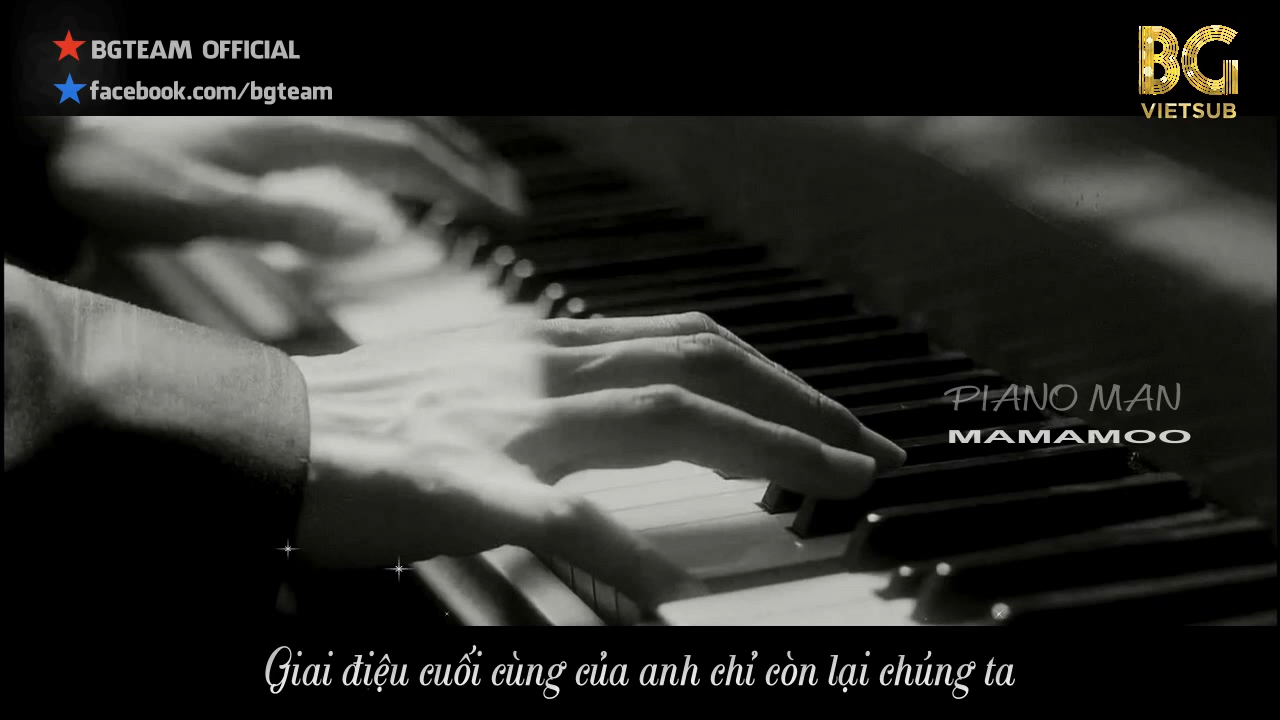 BGTEAM OFFICIAL
facebook.com/bgteam
BG
VIETSUB
PIANO MAN
MAMAMOO
Giai điệu cuối cùng của anh chỉ còn lại chúng ta